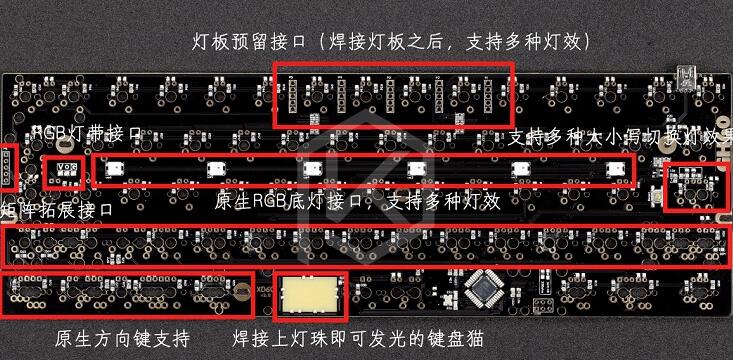 灯板预留接口（焊接灯板之后，支持多种灯效）
RGB灯带接口
支持多种大小写切换灯效果
VOG
原生RGB底灯接口，支持多种灯效
矩阵拓展接口
XD60
原生方向键支持
焊接上灯珠即可发光的键盘猫